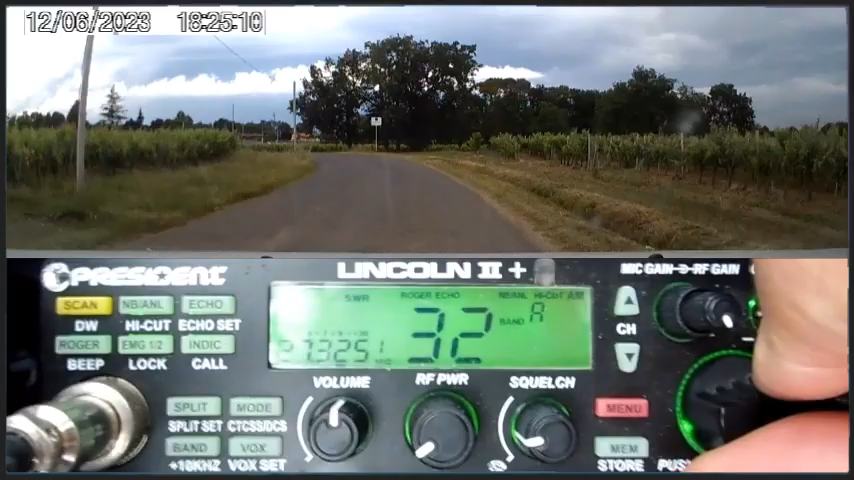 12/06/2023 18:25:10
PRESIDENT LINCOLN II + MIC GAIN RF GAIN
SCAN NB/ANL ECHO SWR ROGER ECHO NB/ANL HI-CUT AM
DW HI-CUT ECHO SET 32 BAND A CH
ROGER EMG 1/2 INDIC
BEEP LOCK CALL 27.3251
VOLUME RF PWR SQUELCH
SPLIT MODE MENU
SPLIT SET CTCSS/DCS
BAND VOX MEM
+10KHZ VOX SET STORE PUS